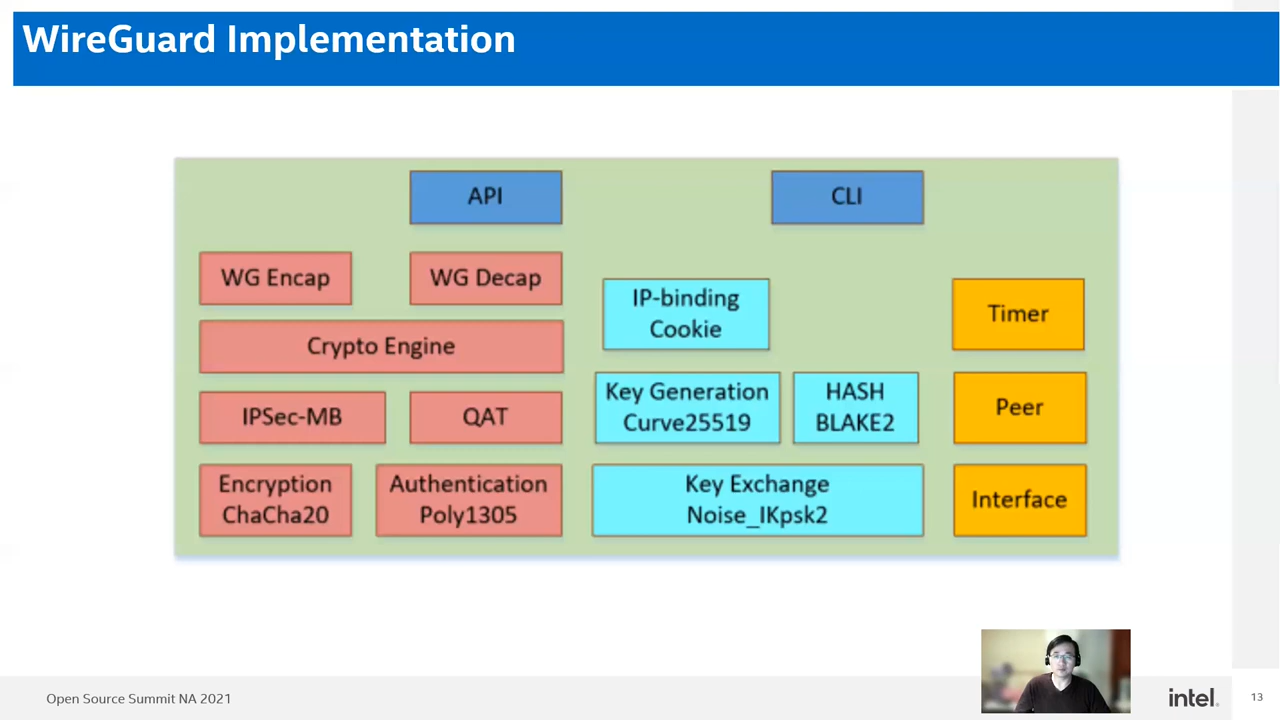 WireGuard Implementation
API
CLI
WG Encap
WG Decap
IP-binding
Cookie
Timer
Crypto Engine
IPSec-MB
QAT
Key Generation
Curve25519
HASH
BLAKE2
Peer
Encryption
ChaCha20
Authentication
Poly1305
Key Exchange
Noise_IKpsk2
Interface
Open Source Summit NA 2021
intel.
13